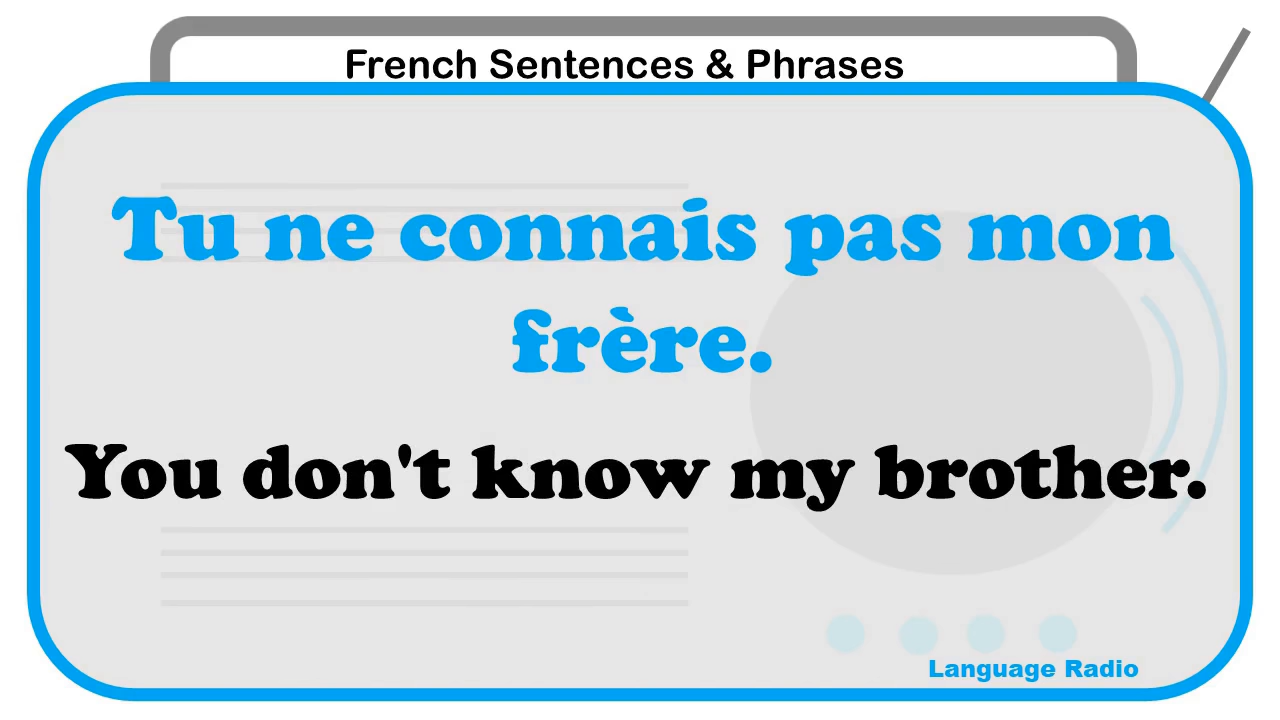 French Sentences & Phrases
Tu ne connais pas mon
frère.
You don't know my brother.
Language Radio